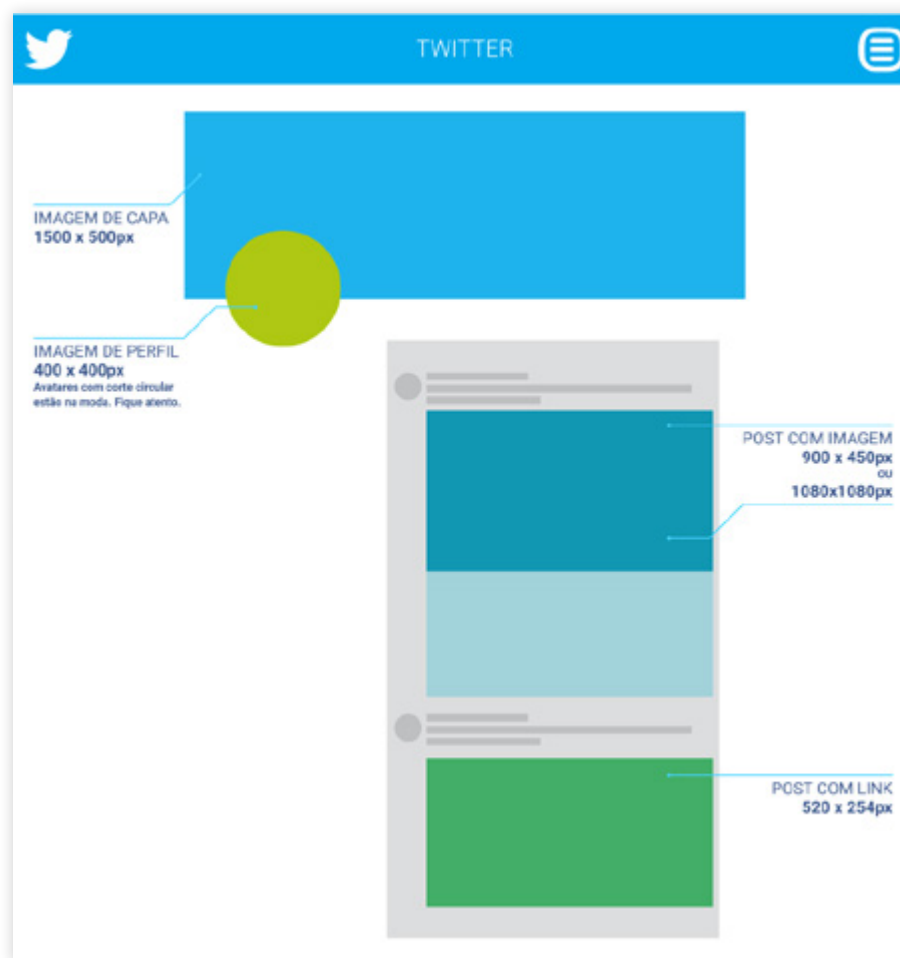 TWITTER
IMAGEM DE CAPA
1500 x 500px
IMAGEM DE PERFIL
400 x 400px
Avatares com corte circular
estão na moda. Fique atento.
POST COM IMAGEM
900 x 450px
ou
1080x1080px
POST COM LINK
520 x 254px